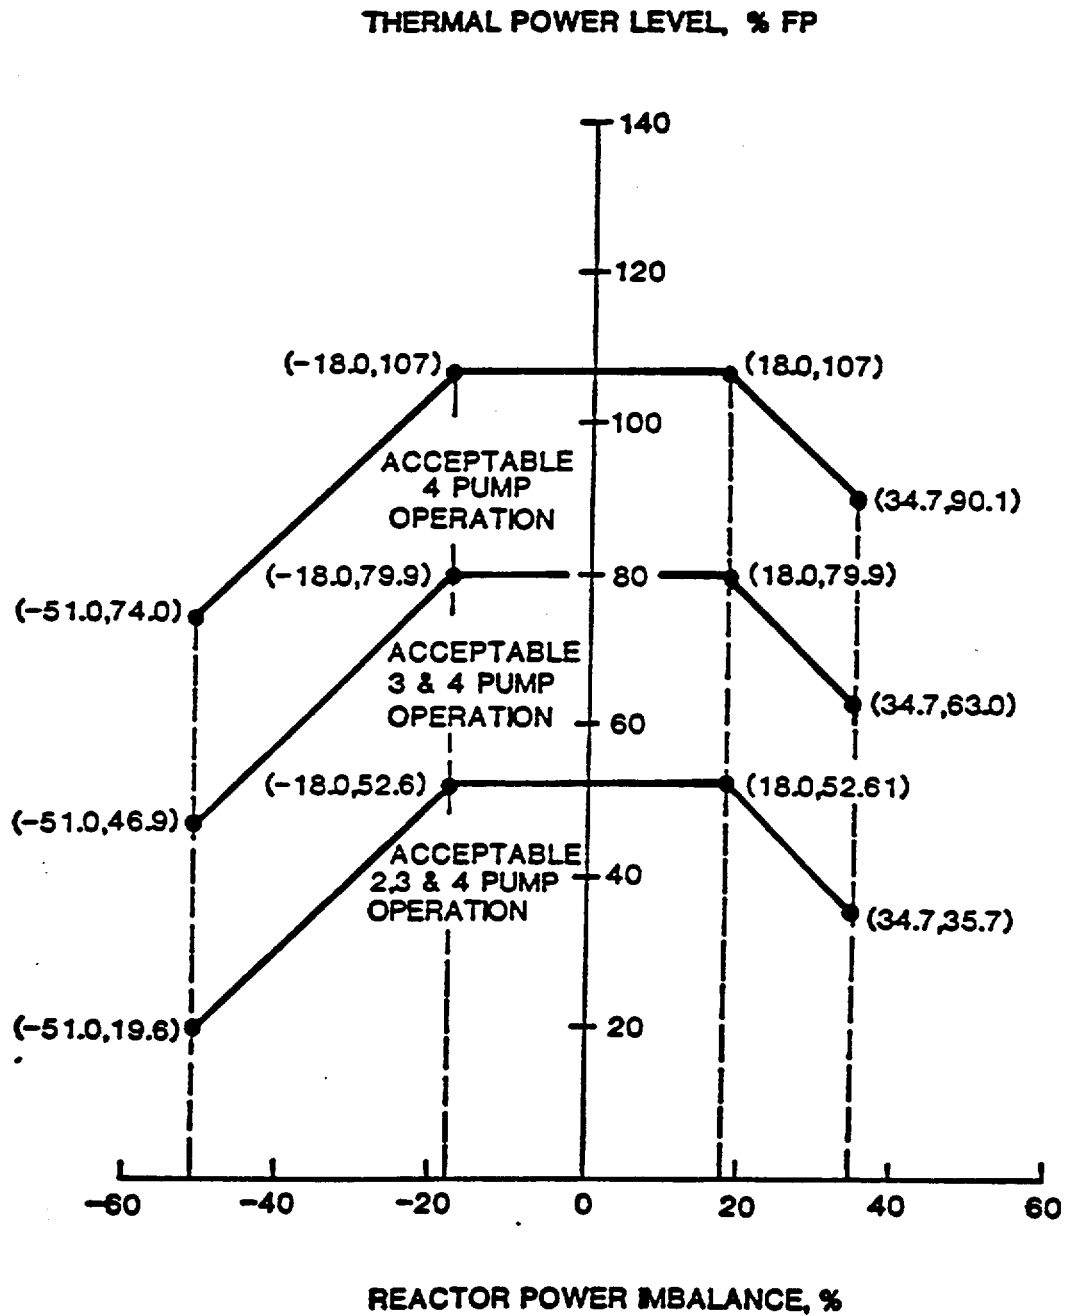 THERMAL POWER LEVEL, % FP
140
120
(-18.0,107)
(18.0,107)
100
ACCEPTABLE
4 PUMP
OPERATION
(34.7,90.1)
(-18.0,79.9)
80
(18.0,79.9)
(-51.0,74.0)
ACCEPTABLE
3 & 4 PUMP
OPERATION
(34.7,63.0)
60
(-18.0,52.6)
(18.0,52.61)
(-51.0,46.9)
ACCEPTABLE
2,3 & 4 PUMP
OPERATION
40
(34.7,35.7)
(-51.0,19.6)
20
-60 -40 -20 0 20 40 60
REACTOR POWER IMBALANCE, %